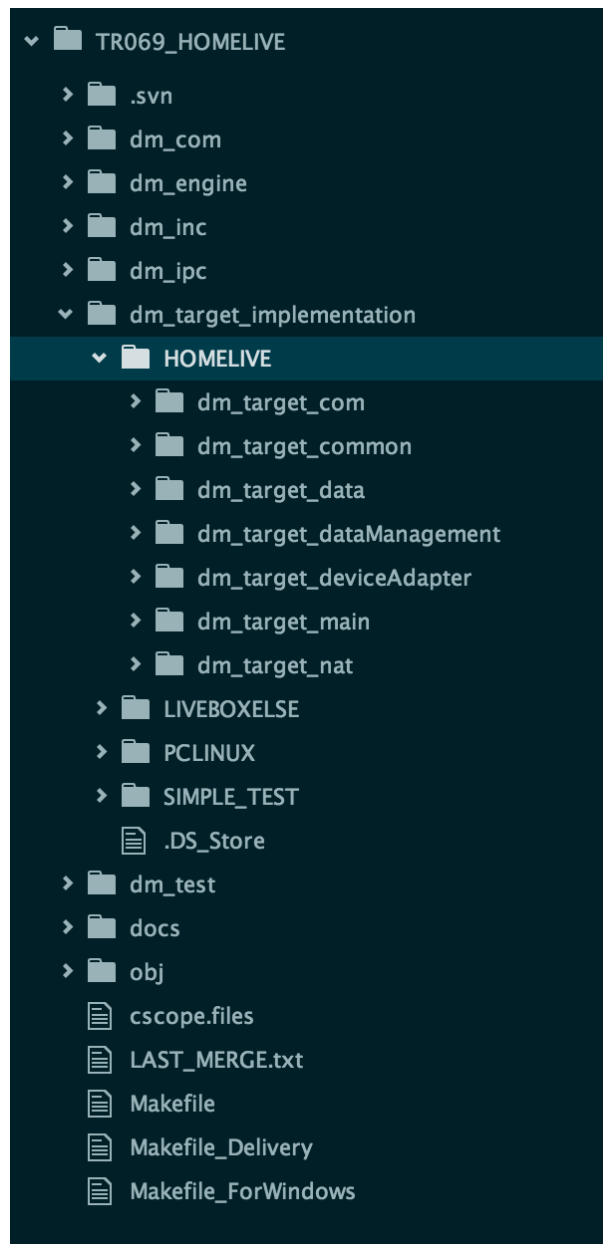 TR069_HOMELIVE
.svn
dm_com
dm_engine
dm_inc
dm_ipc
dm_target_implementation
HOMELIVE
dm_target_com
dm_target_common
dm_target_data
dm_target_dataManagement
dm_target_deviceAdapter
dm_target_main
dm_target_nat
LIVEBOXELSE
PCLINUX
SIMPLE_TEST
.DS_Store
dm_test
docs
obj
cscope.files
LAST_MERGE.txt
Makefile
Makefile_Delivery
Makefile_ForWindows